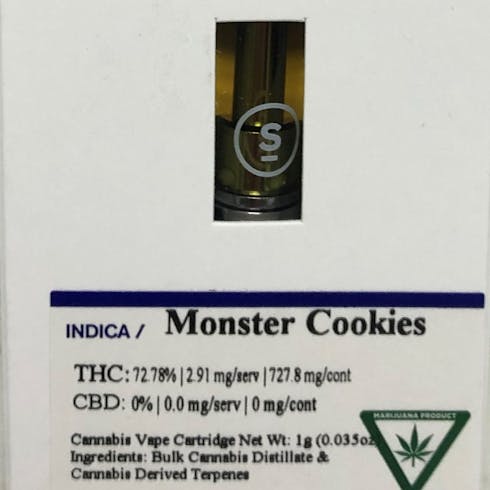 S
INDICA / Monster Cookies
THC: 72.78% | 2.91 mg/serv | 727.8 mg/cont
CBD: 0% | 0.0 mg/serv | 0 mg/cont
Cannabis Vape Cartridge Net Wt: 1g (0.035oz
Ingredients: Bulk Cannabis Distillate &
Cannabis Derived Terpenes
MARIJUANA PRODUCT